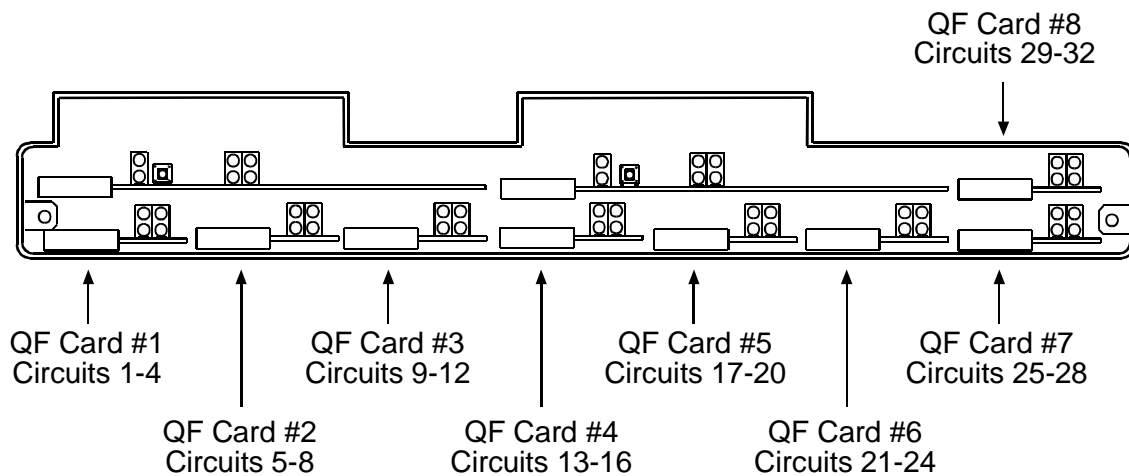 QF Card #8
Circuits 29-32
QF Card #1
Circuits 1-4
QF Card #3
Circuits 9-12
QF Card #5
Circuits 17-20
QF Card #7
Circuits 25-28
QF Card #2
Circuits 5-8
QF Card #4
Circuits 13-16
QF Card #6
Circuits 21-24